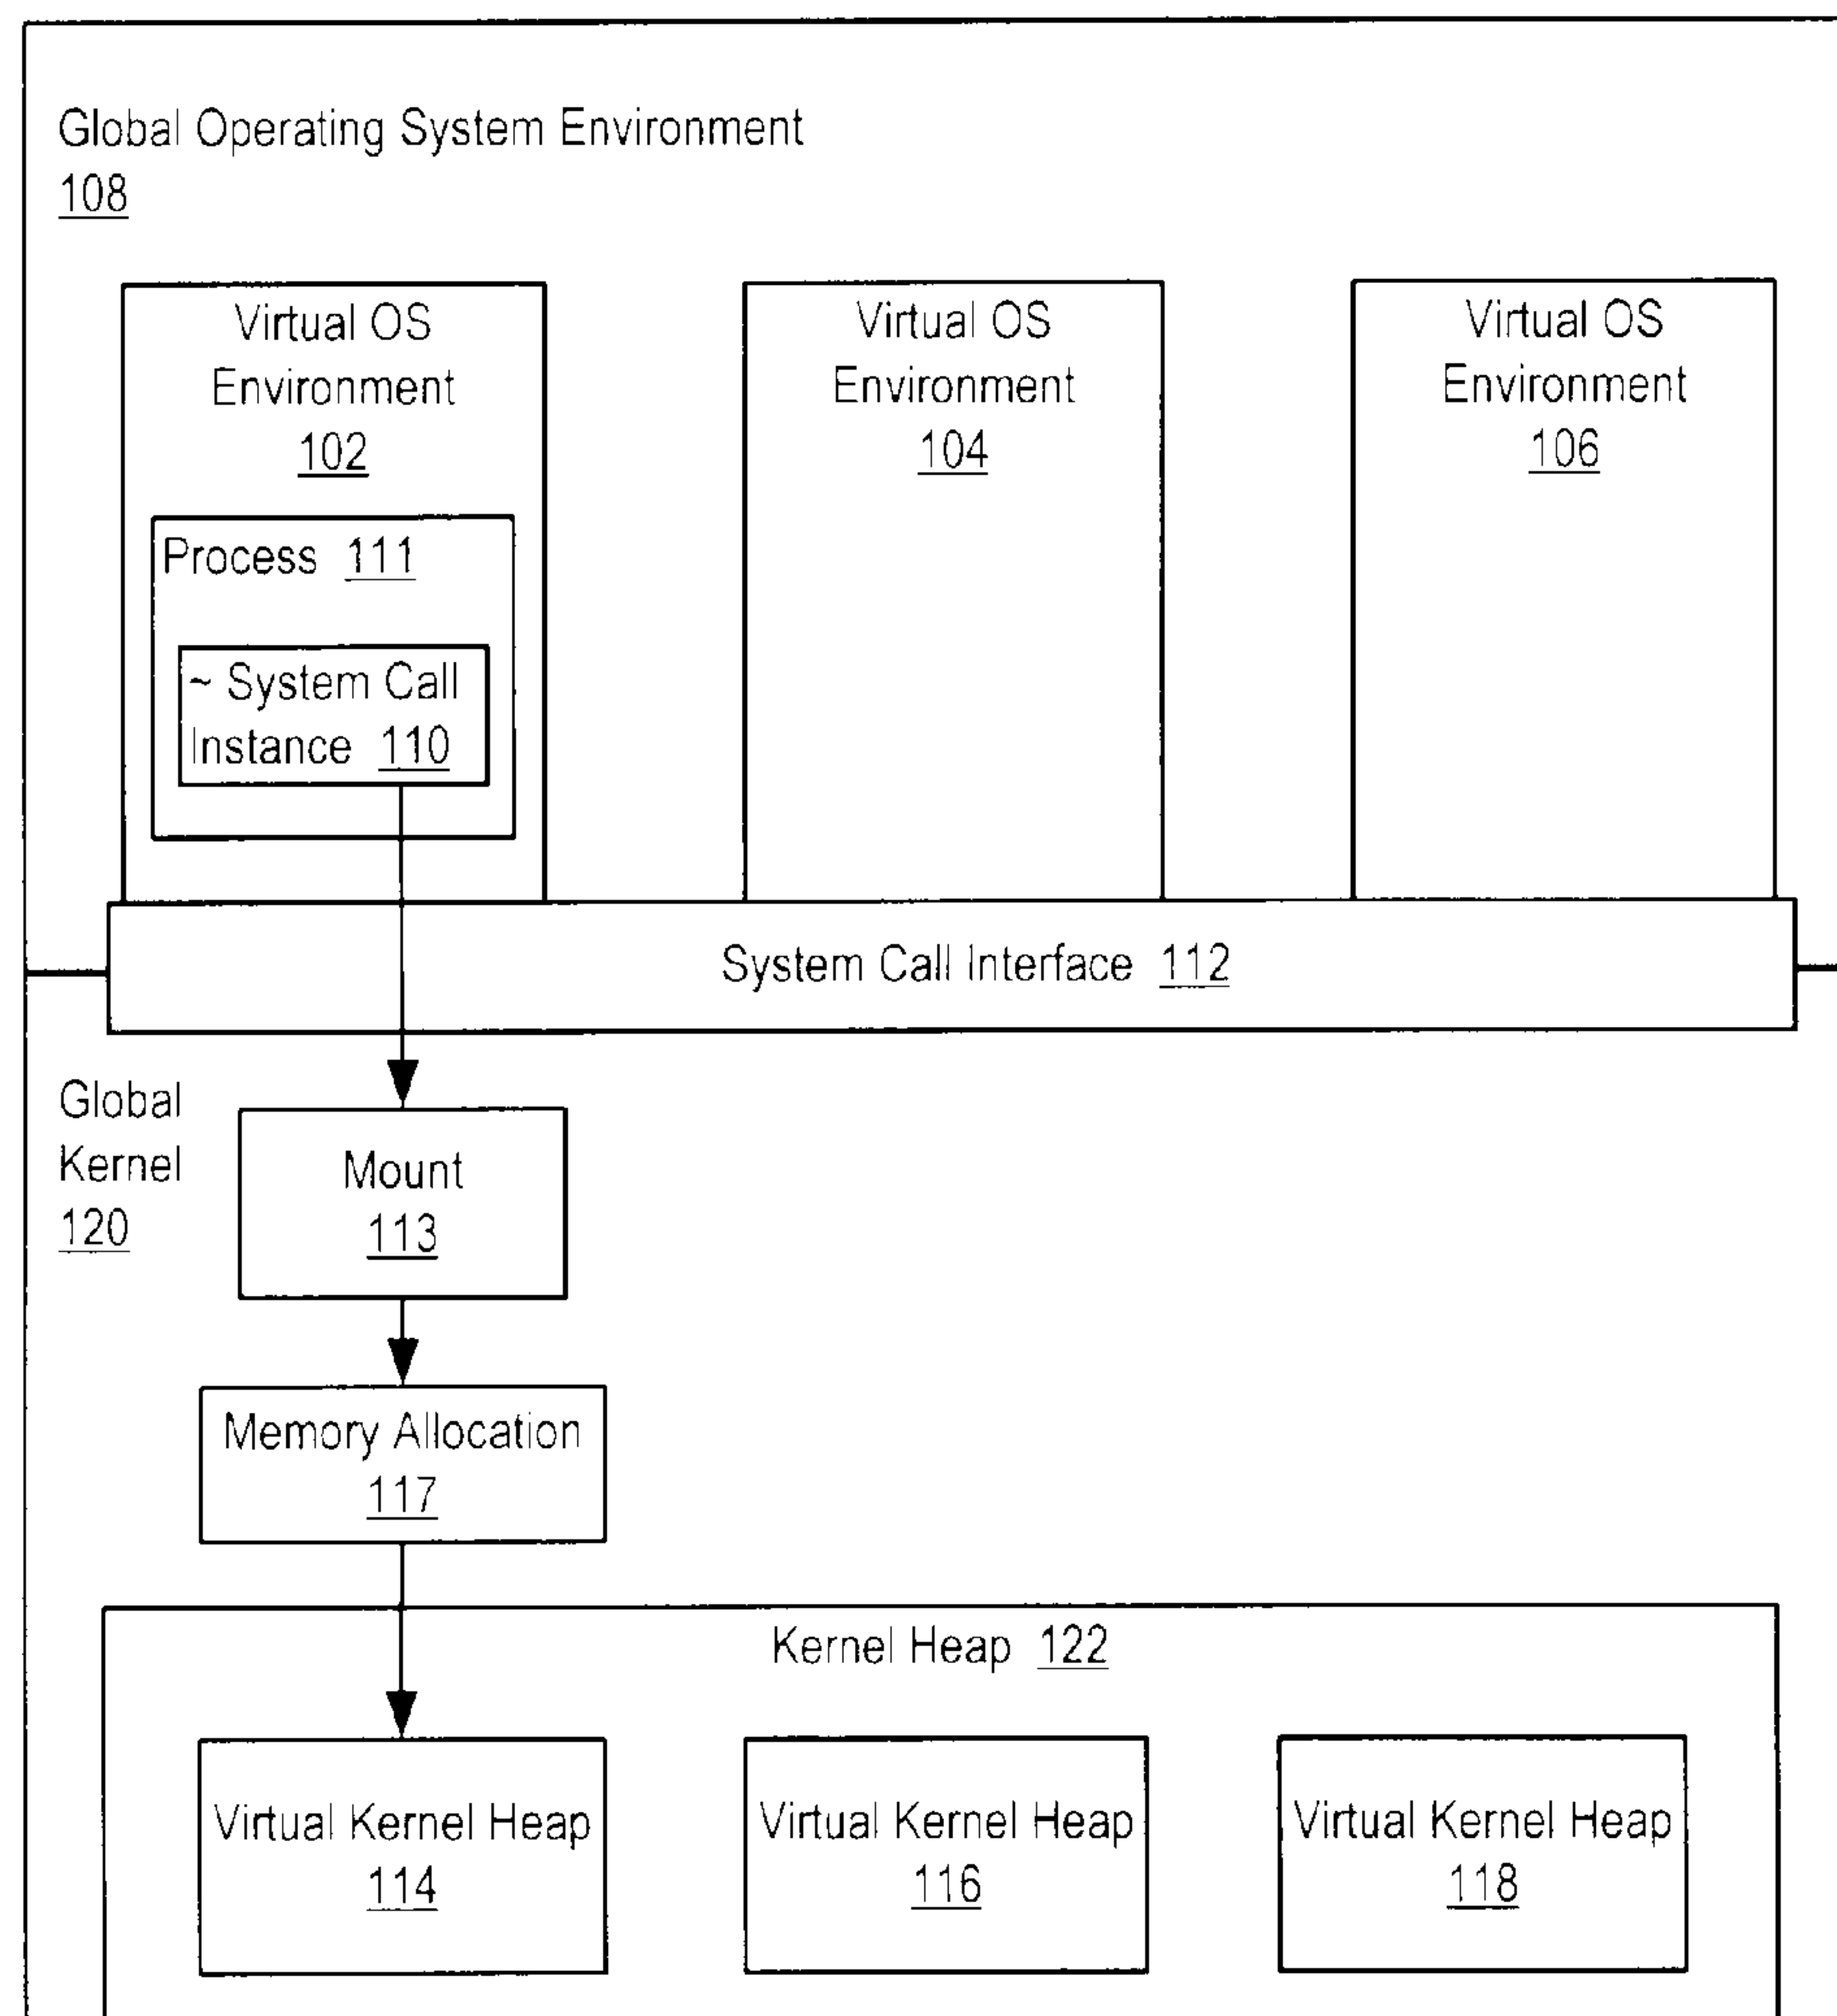 Global Operating System Environment
108
Virtual OS
Environment
102
Process 111
~ System Call
Instance 110
Virtual OS
Environment
104
Virtual OS
Environment
106
System Call Interface 112
Global
Kernel
120
Mount
113
Memory Allocation
117
Kernel Heap 122
Virtual Kernel Heap
114
Virtual Kernel Heap
116
Virtual Kernel Heap
118